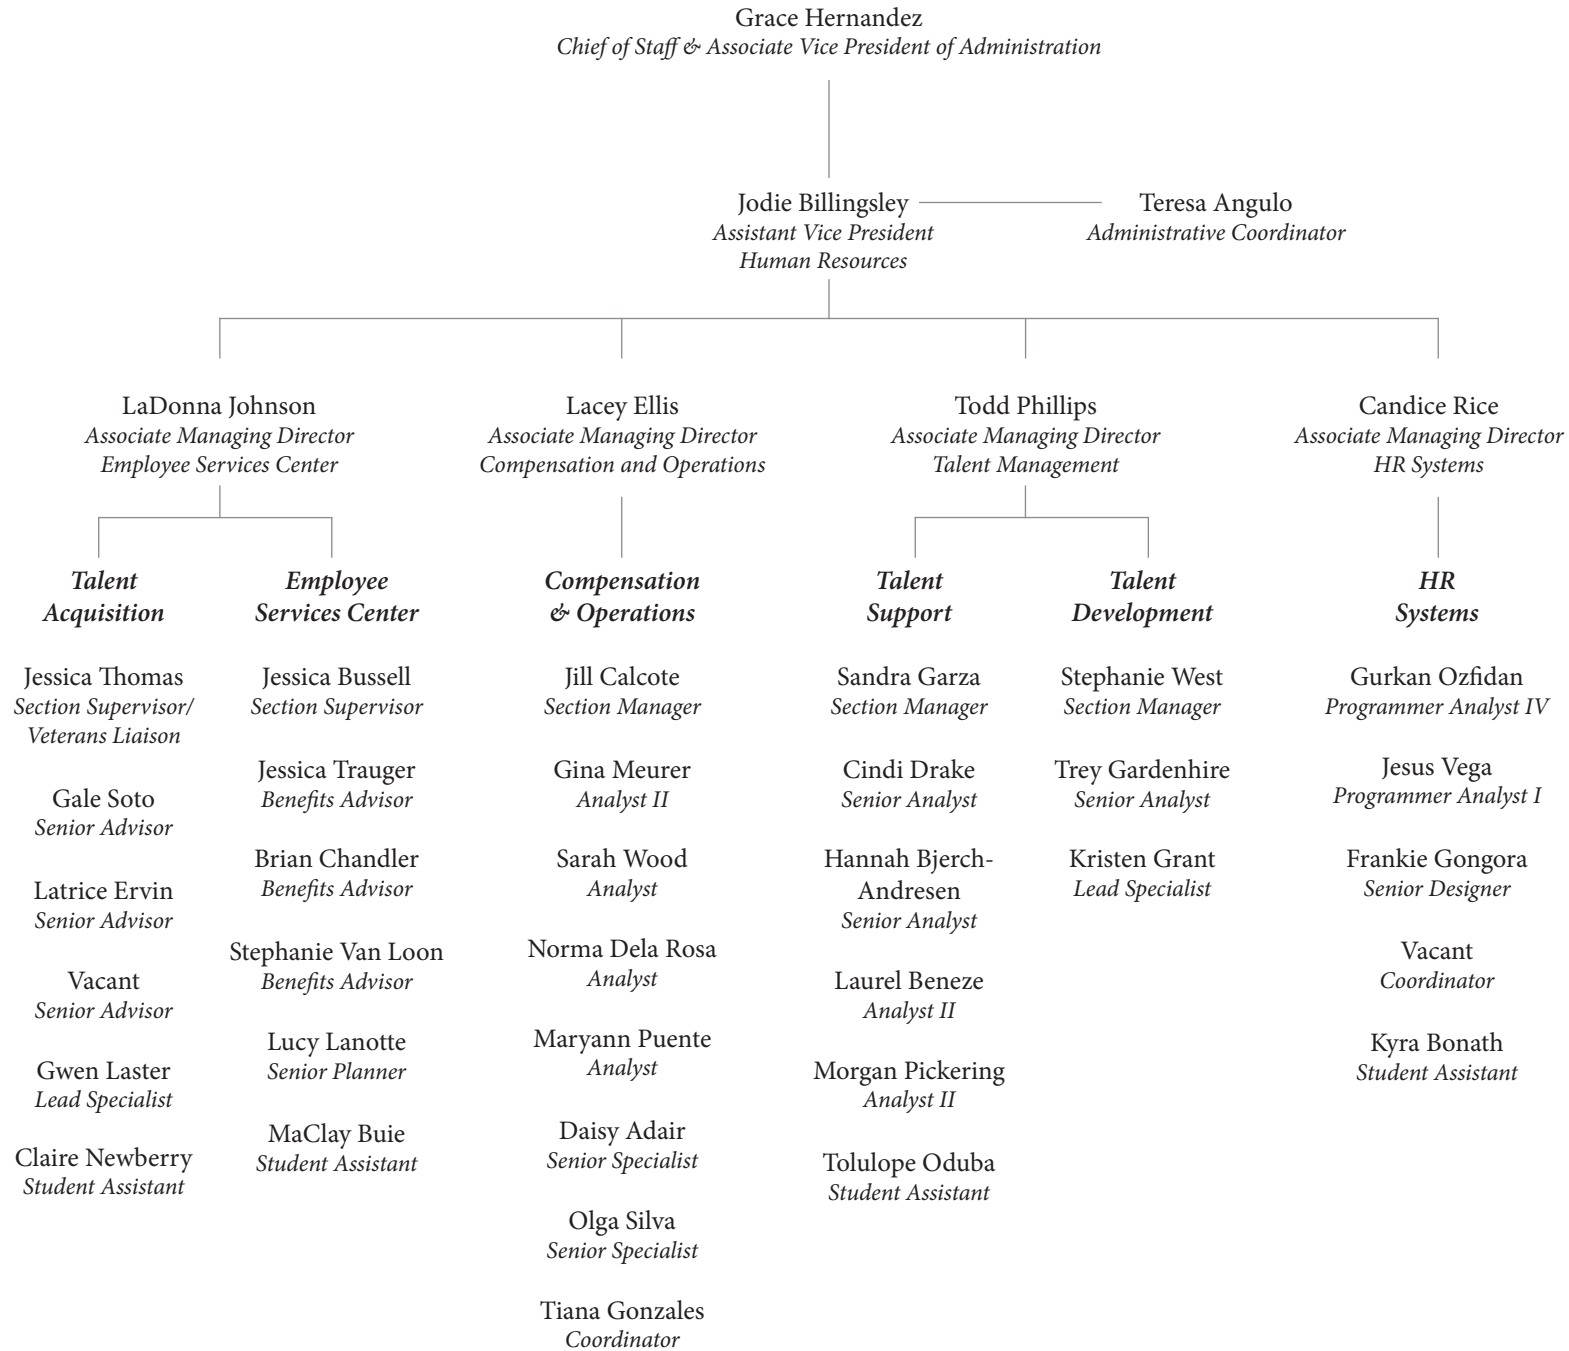 Grace Hernandez
Chief of Staff & Associate Vice President of Administration
Jodie Billingsley
Assistant Vice President
Human Resources
Teresa Angulo
Administrative Coordinator
LaDonna Johnson
Associate Managing Director
Employee Services Center
Lacey Ellis
Associate Managing Director
Compensation and Operations
Todd Phillips
Associate Managing Director
Talent Management
Candice Rice
Associate Managing Director
HR Systems
Talent
Acquisition
Jessica Thomas
Section Supervisor/
Veterans Liaison
Gale Soto
Senior Advisor
Latrice Ervin
Senior Advisor
Vacant
Senior Advisor
Gwen Laster
Lead Specialist
Claire Newberry
Student Assistant
Employee
Services Center
Jessica Bussell
Section Supervisor
Jessica Trauger
Benefits Advisor
Brian Chandler
Benefits Advisor
Stephanie Van Loon
Benefits Advisor
Lucy Lanotte
Senior Planner
MaClay Buie
Student Assistant
Compensation
& Operations
Jill Calcote
Section Manager
Gina Meurer
Analyst II
Sarah Wood
Analyst
Norma Dela Rosa
Analyst
Maryann Puente
Analyst
Daisy Adair
Senior Specialist
Olga Silva
Senior Specialist
Tiana Gonzales
Coordinator
Talent
Support
Sandra Garza
Section Manager
Cindi Drake
Senior Analyst
Hannah Bjerch-
Andresen
Senior Analyst
Laurel Beneze
Analyst II
Morgan Pickering
Analyst II
Tolulope Oduba
Student Assistant
Talent
Development
Stephanie West
Section Manager
Trey Gardenhire
Senior Analyst
Kristen Grant
Lead Specialist
HR
Systems
Gurkan Ozfidan
Programmer Analyst IV
Jesus Vega
Programmer Analyst I
Frankie Gongora
Senior Designer
Vacant
Coordinator
Kyra Bonath
Student Assistant